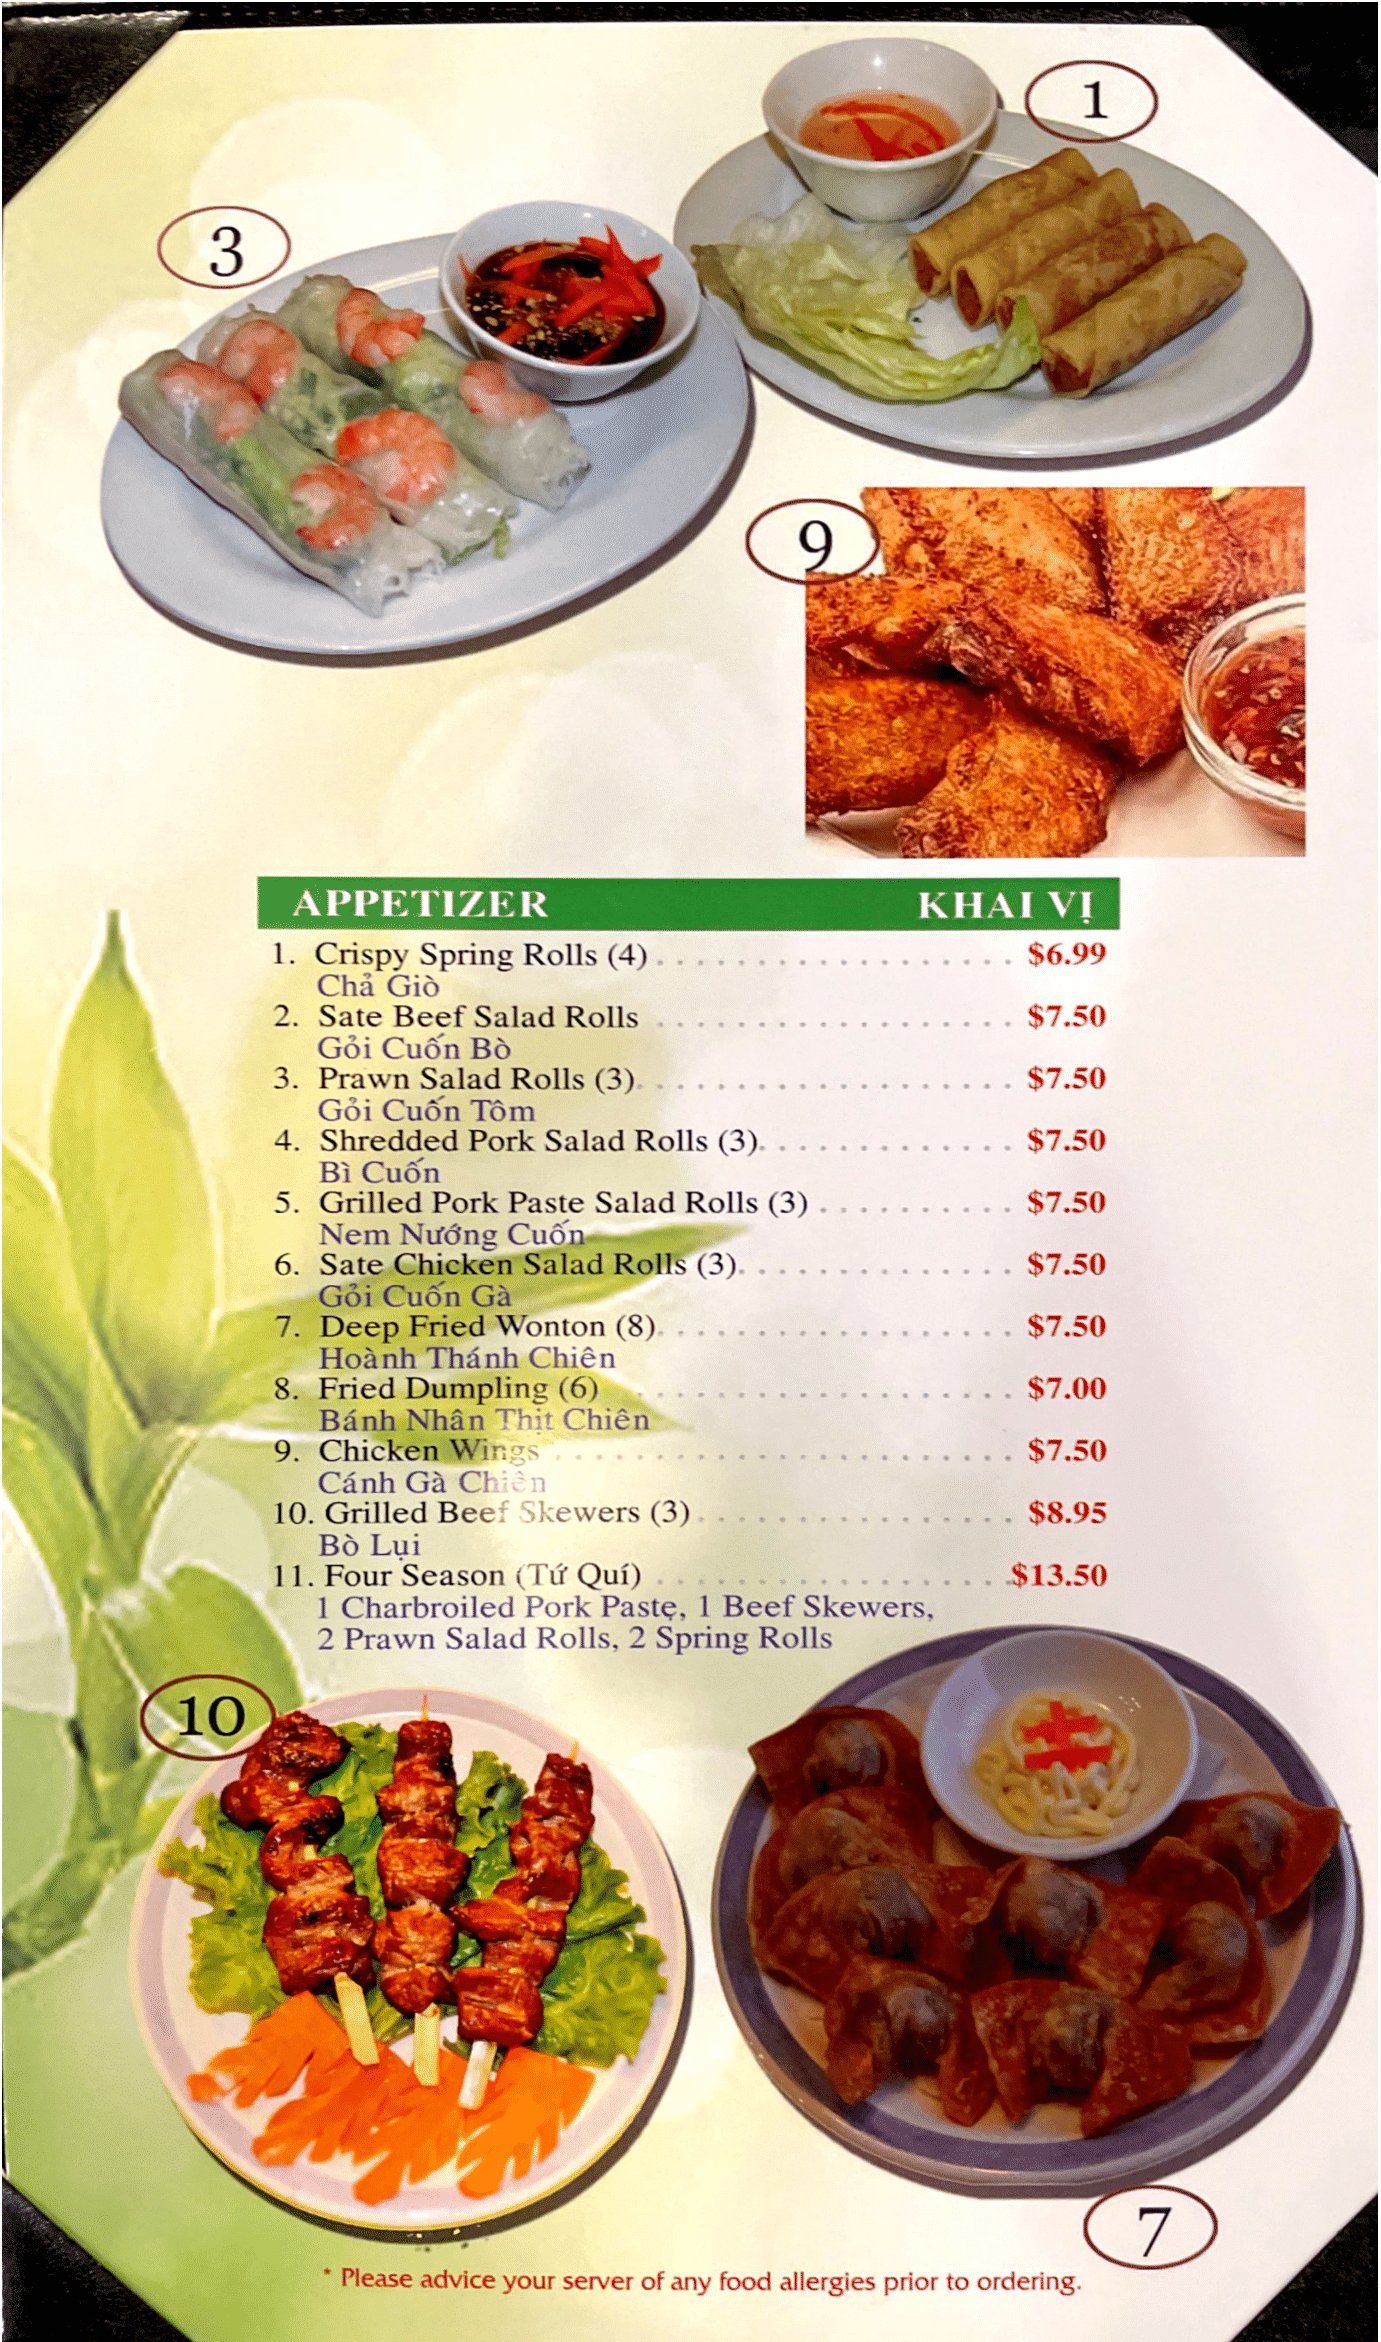 1
3
9
APPETIZER KHAI VỊ
1. Crispy Spring Rolls (4) $6.99
Chả Giò
2. Sate Beef Salad Rolls $7.50
Gỏi Cuốn Bò
3. Prawn Salad Rolls (3) $7.50
Gỏi Cuốn Tôm
4. Shredded Pork Salad Rolls (3) $7.50
Bì Cuốn
5. Grilled Pork Paste Salad Rolls (3) $7.50
Nem Nướng Cuốn
6. Sate Chicken Salad Rolls (3) $7.50
Gỏi Cuốn Gà
7. Deep Fried Wonton (8) $7.50
Hoành Thánh Chiên
8. Fried Dumpling (6) $7.00
Bánh Nhân Thịt Chiên
9. Chicken Wings $7.50
Cánh Gà Chiên
10. Grilled Beef Skewers (3) $8.95
Bò Lụi
11. Four Season (Tứ Quí) $13.50
1 Charbroiled Pork Paste, 1 Beef Skewers,
2 Prawn Salad Rolls, 2 Spring Rolls
10
7
* Please advice your server of any food allergies prior to ordering.